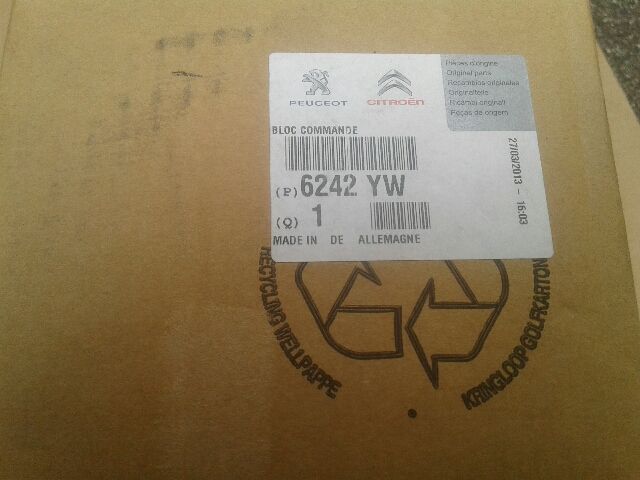 PEUGEOT
CITROËN
Pièces d'origine
Original parts
Recambios originales
Originalteile
Ricambi originali
Peças de origem
BLOC COMMANDE
(P) 6242 YW
(Q) 1
MADE IN DE ALLEMAGNE
27/03/2013 - 16:03
RECYCLING WELLPAPPE
KRINGLOOP GOLFKARTON